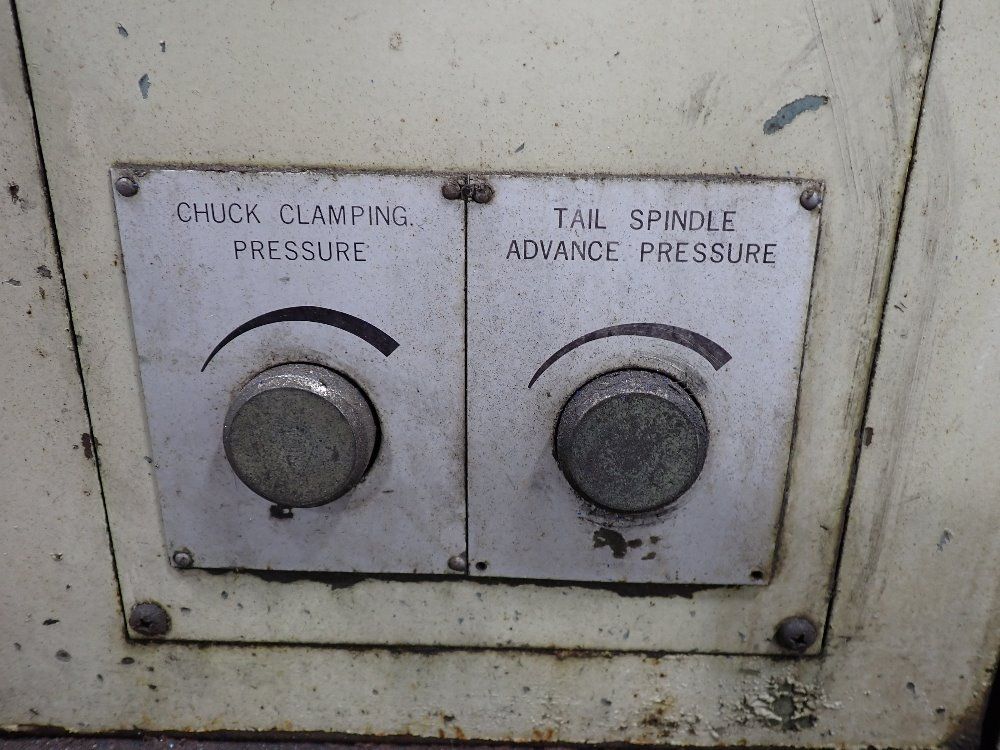 CHUCK CLAMPING
PRESSURE
TAIL SPINDLE
ADVANCE PRESSURE